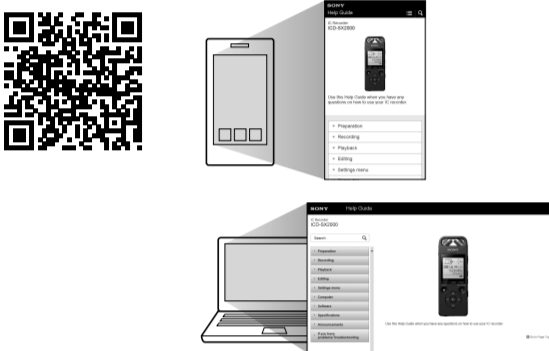 SONY
Help Guide
IC Recorder
ICD-SX2000
Use this Help Guide when you have any
questions on how to use your IC recorder.
Preparation
Recording
Playback
Editing
Settings menu
SONY Help Guide
IC Recorder
ICD-SX2000
Search
Preparation
Recording
Playback
Editing
Settings menu
Computer
Software
Specifications
Announcements
If you have
problems/Troubleshooting
Use this Help Guide when you have any question on how to use your IC recorder.